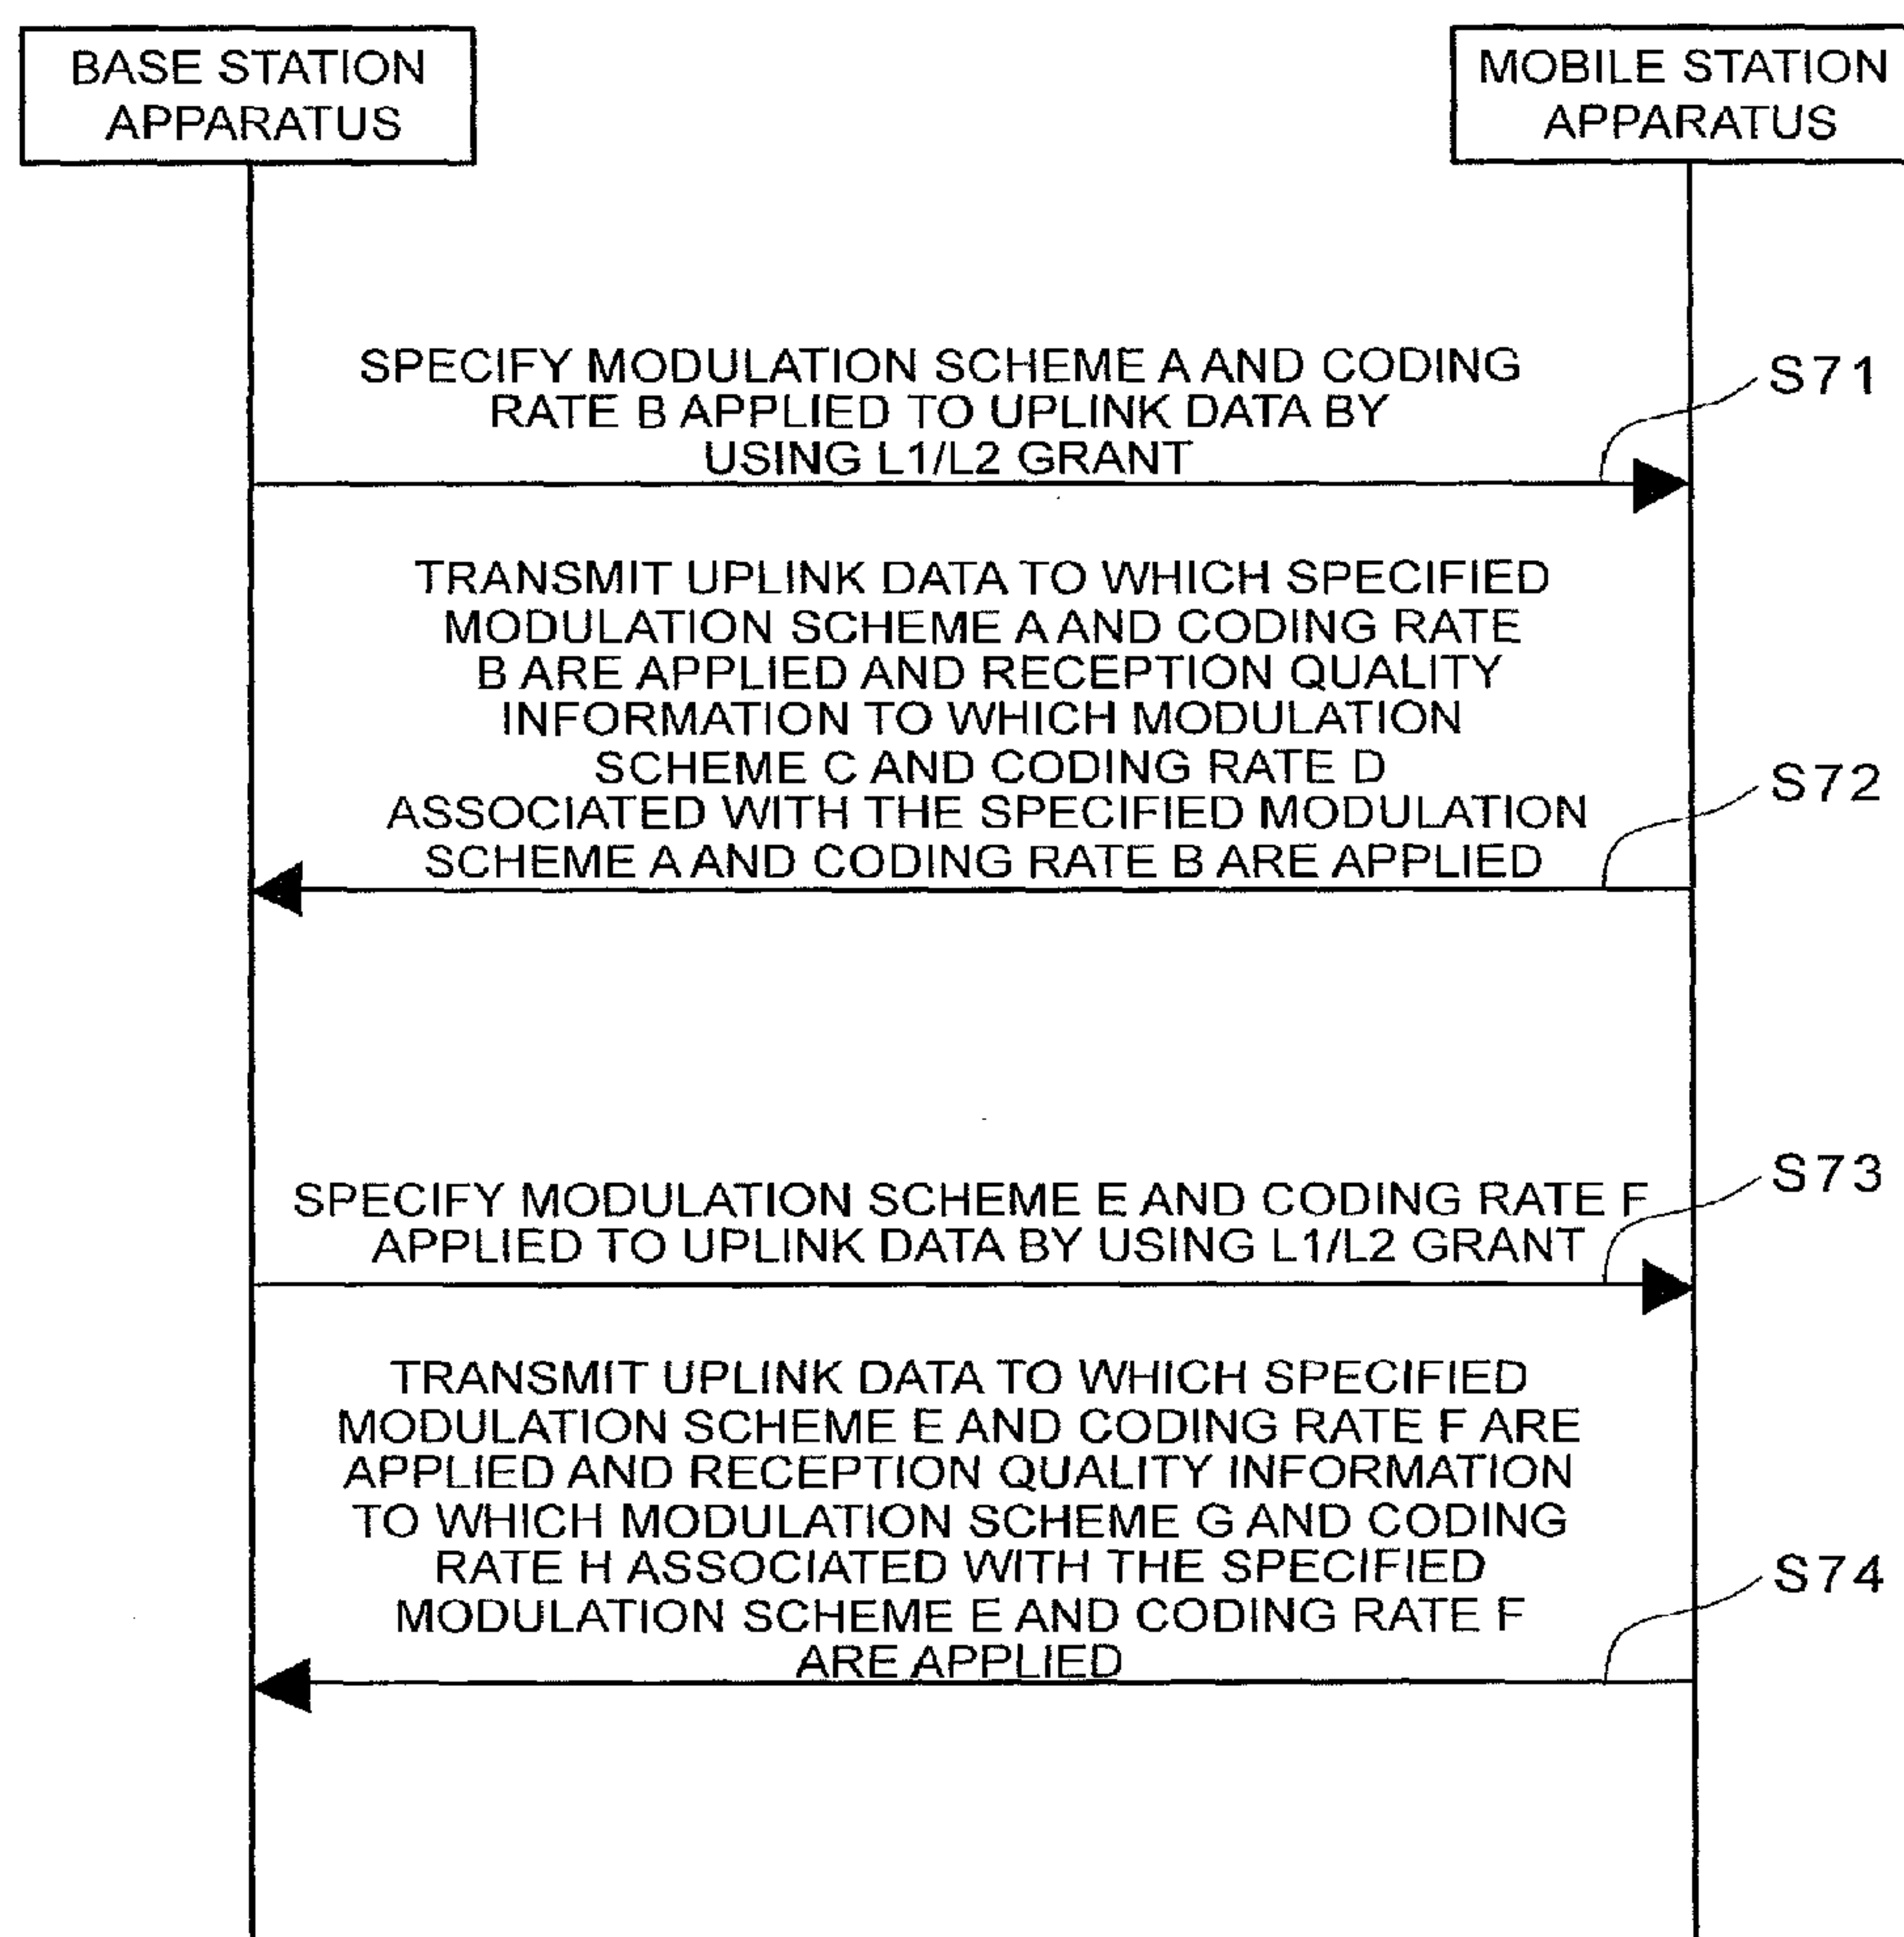 BASE STATION
APPARATUS
MOBILE STATION
APPARATUS
SPECIFY MODULATION SCHEME A AND CODING
RATE B APPLIED TO UPLINK DATA BY
USING L1/L2 GRANT
S71
TRANSMIT UPLINK DATA TO WHICH SPECIFIED
MODULATION SCHEME A AND CODING RATE
B ARE APPLIED AND RECEPTION QUALITY
INFORMATION TO WHICH MODULATION
SCHEME C AND CODING RATE D
ASSOCIATED WITH THE SPECIFIED MODULATION
SCHEME A AND CODING RATE B ARE APPLIED
S72
SPECIFY MODULATION SCHEME E AND CODING RATE F
APPLIED TO UPLINK DATA BY USING L1/L2 GRANT
S73
TRANSMIT UPLINK DATA TO WHICH SPECIFIED
MODULATION SCHEME E AND CODING RATE F ARE
APPLIED AND RECEPTION QUALITY INFORMATION
TO WHICH MODULATION SCHEME G AND CODING
RATE H ASSOCIATED WITH THE SPECIFIED
MODULATION SCHEME E AND CODING RATE F
ARE APPLIED
S74